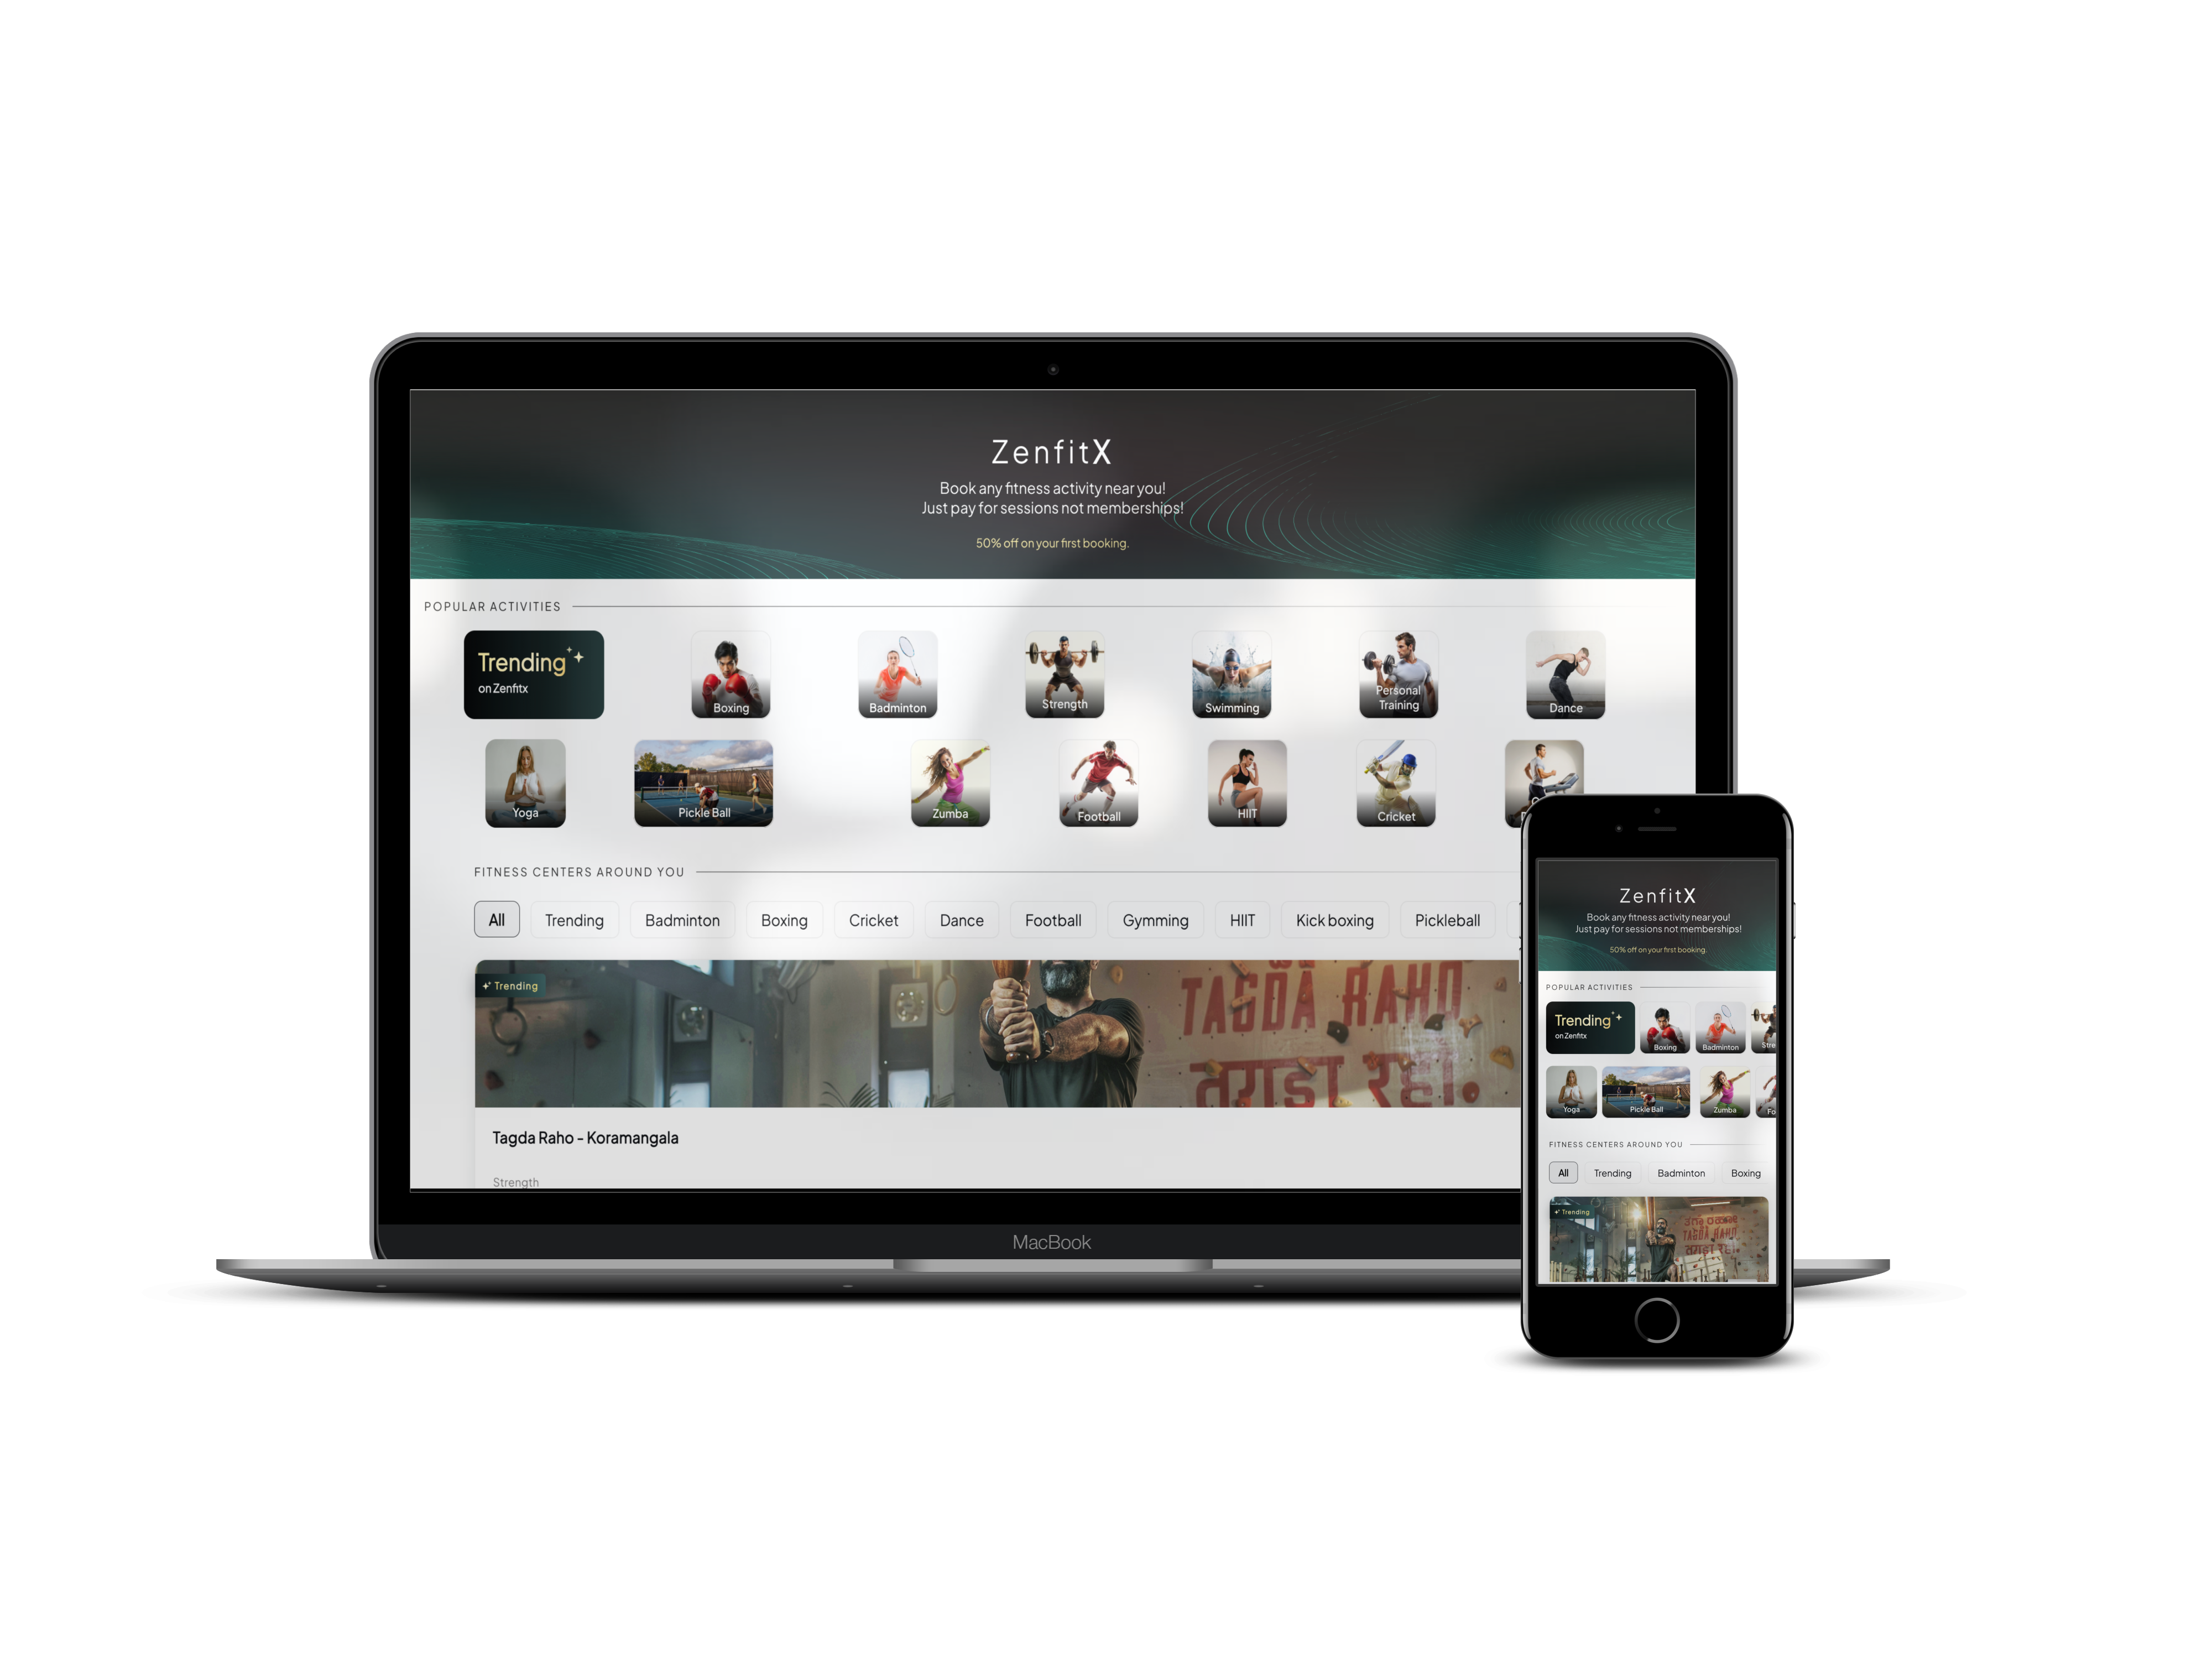 ZenfitX
Book any fitness activity near you!
Just pay for sessions not memberships!
50% off on your first booking.
POPULAR ACTIVITIES
Trending
on Zenfitx
Boxing
Badminton
Strength
Swimming
Personal
Training
Dance
Yoga
Pickle Ball
Zumba
Football
HIIT
Cricket
FITNESS CENTERS AROUND YOU
All
Trending
Badminton
Boxing
Cricket
Dance
Football
Gymming
HIIT
Kick boxing
Pickleball
Trending
TAGDA RAHO
तगड़ा रहो.
Tagda Raho - Koramangala
Strength
MacBook
ZenfitX
Book any fitness activity near you!
Just pay for sessions not memberships!
50% off on your first booking.
POPULAR ACTIVITIES
Trending
on Zenfitx
Boxing
Badminton
Stre
Yoga
Pickle Ball
Zumba
Fo
FITNESS CENTERS AROUND YOU
All
Trending
Badminton
Boxing
Trending
TAGDA RAHO
तगड़ा रहो.